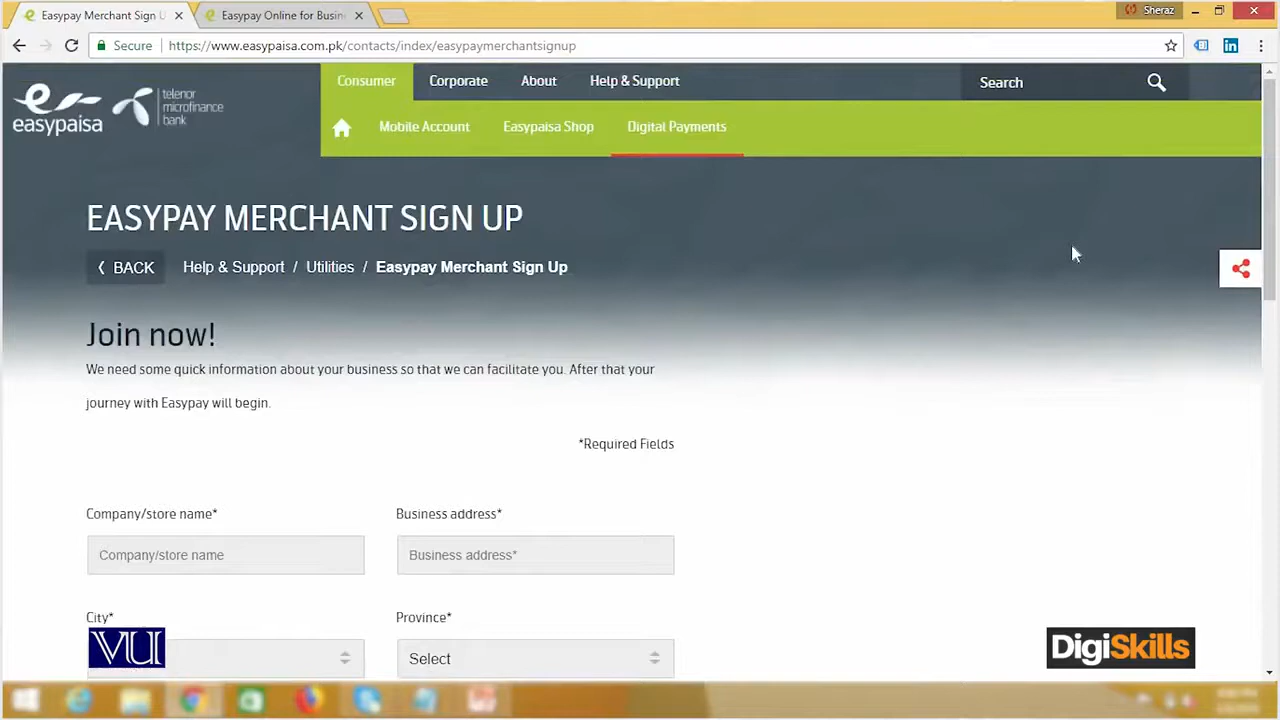 Easypay Merchant Sign U
Easypay Online for Busin
Sheraz
Secure
https://www.easypaisa.com.pk/contacts/index/easypaymerchantsignup
easypaisa
telenor
microfinance
bank
Consumer
Corporate
About
Help & Support
Search
Mobile Account
Easypaisa Shop
Digital Payments
EASYPAY MERCHANT SIGN UP
BACK
Help & Support / Utilities / Easypay Merchant Sign Up
Join now!
We need some quick information about your business so that we can facilitate you. After that your
journey with Easypay will begin.
*Required Fields
Company/store name*
Business address*
Company/store name
Business address*
City*
Province*
VU
Select
DigiSkills